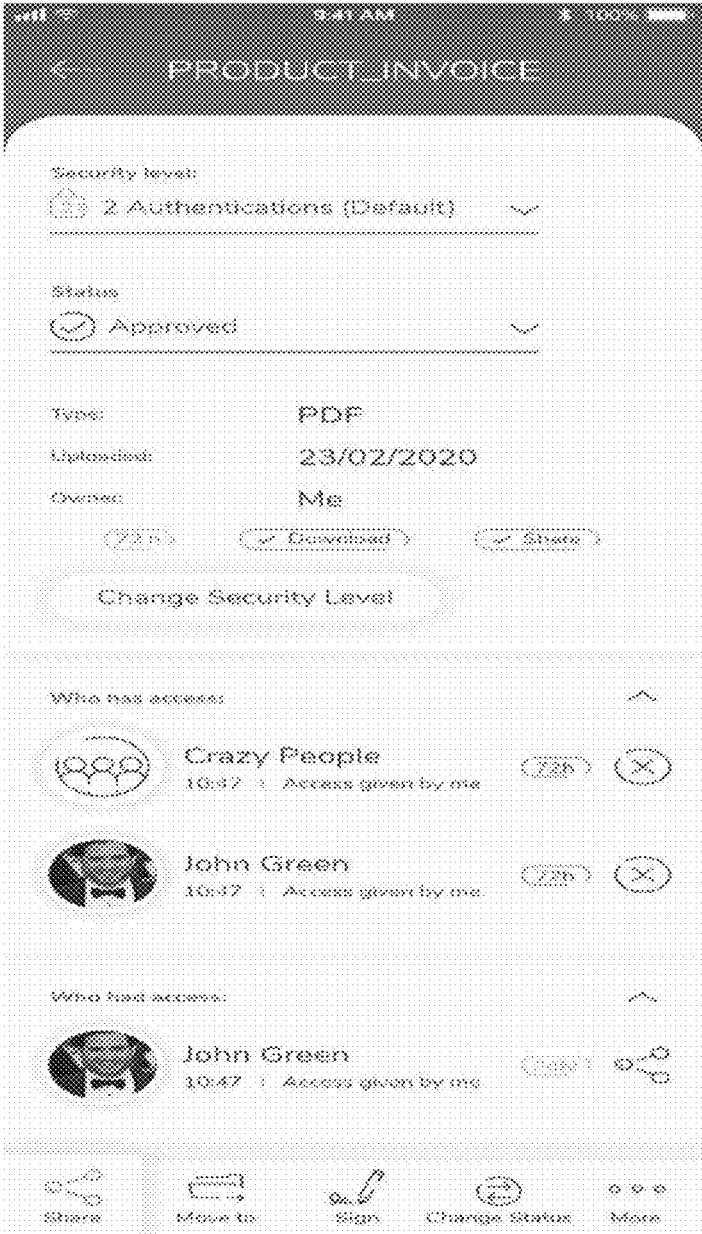 9:41 AM 100%
PRODUCT_INVOICE
Security level:
2 2 Authentications (Default)
Status
Approved
Type: PDF
Uploaded: 23/02/2020
Owner: Me
72 h Download Share
Change Security Level
Who has access:
Crazy People
10:47 : Access given by me
72h
John Green
10:47 : Access given by me
72h
Who had access:
John Green
10:47 : Access given by me
Share Move to Sign Change Status More